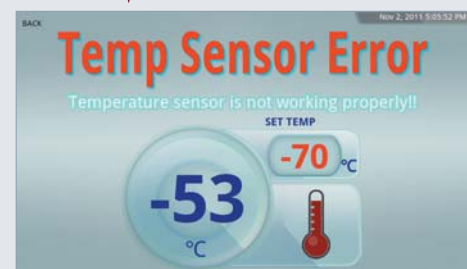 BACK
Nov 2, 2011 5:05:52 PM
Temp Sensor Error
Temperature sensor is not working properly!!
SET TEMP
-70 °C
-53
°C